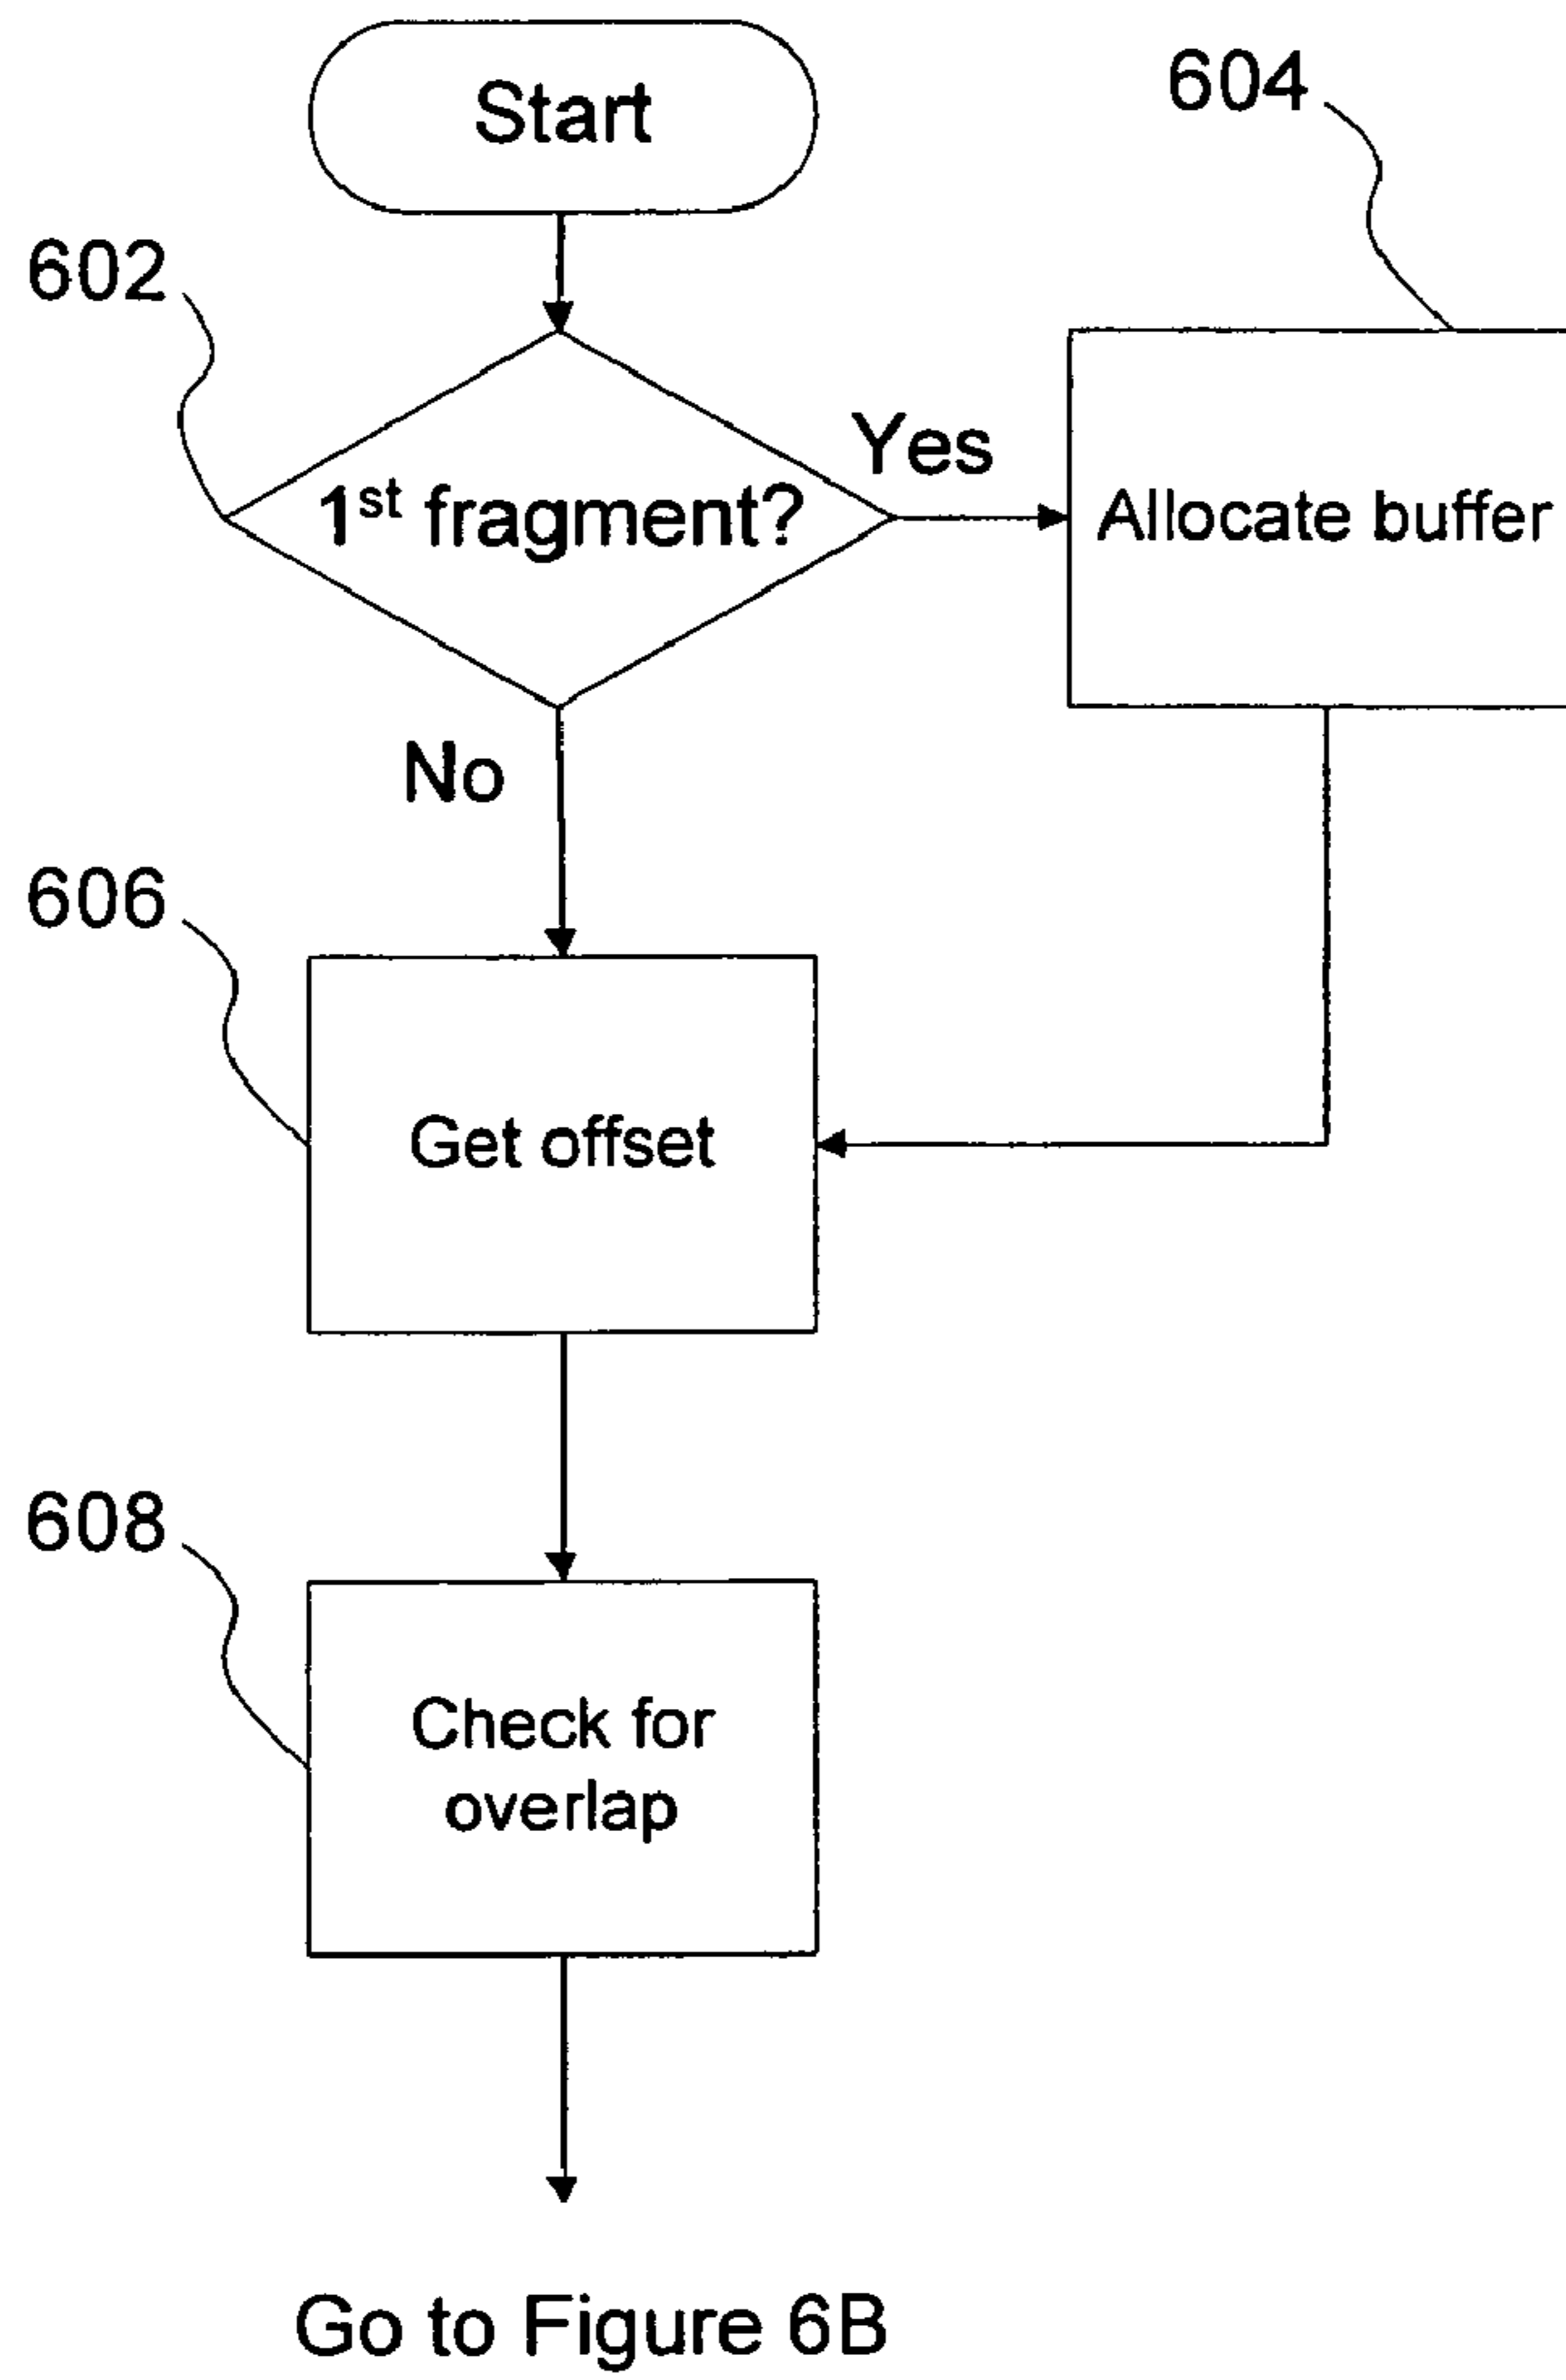 Start
604
602
Yes
1st fragment?
Allocate buffer
No
606
Get offset
608
Check for
overlap
Go to Figure 6B